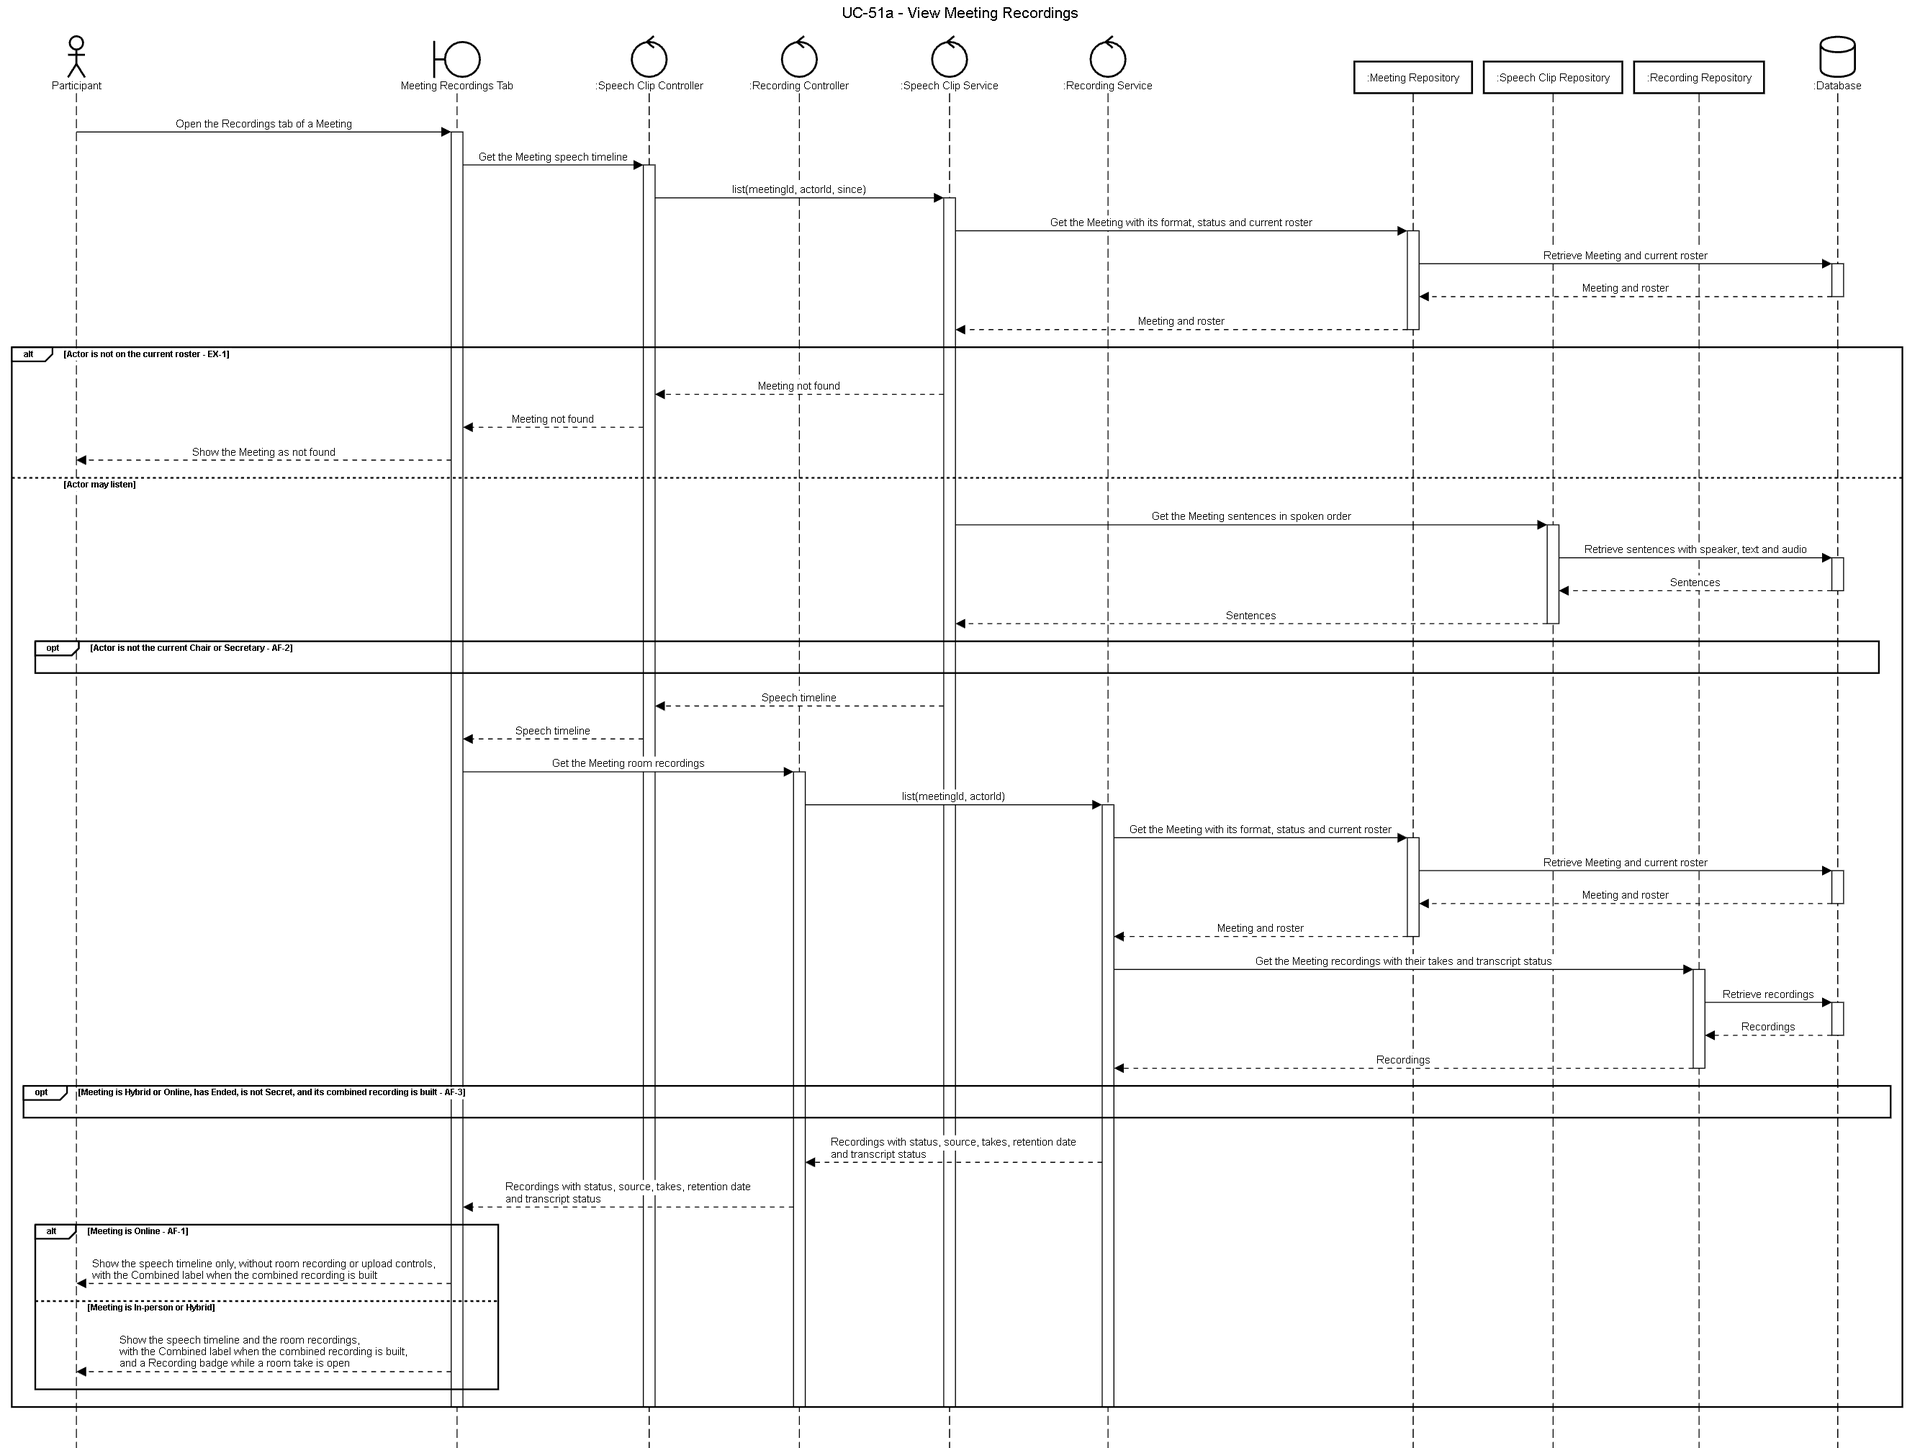 UC-51a - View Meeting Recordings
Participant
Meeting Recordings Tab
:Speech Clip Controller
:Recording Controller
:Speech Clip Service
:Recording Service
:Meeting Repository
:Speech Clip Repository
:Recording Repository
:Database
Open the Recordings tab of a Meeting
Get the Meeting speech timeline
list(meetingId, actorId, since)
Get the Meeting with its format, status and current roster
Retrieve Meeting and current roster
Meeting and roster
Meeting and roster
alt
[Actor is not on the current roster - EX-1]
Meeting not found
Meeting not found
Show the Meeting as not found
[Actor may listen]
Get the Meeting sentences in spoken order
Retrieve sentences with speaker, text and audio
Sentences
Sentences
opt
[Actor is not the current Chair or Secretary - AF-2]
Speech timeline
Speech timeline
Get the Meeting room recordings
list(meetingId, actorId)
Get the Meeting with its format, status and current roster
Retrieve Meeting and current roster
Meeting and roster
Meeting and roster
Get the Meeting recordings with their takes and transcript status
Retrieve recordings
Recordings
Recordings
opt
[Meeting is Hybrid or Online, has Ended, is not Secret, and its combined recording is built - AF-3]
Recordings with status, source, takes, retention date
and transcript status
Recordings with status, source, takes, retention date
and transcript status
alt
[Meeting is Online - AF-1]
Show the speech timeline only, without room recording or upload controls,
with the Combined label when the combined recording is built
[Meeting is In-person or Hybrid]
Show the speech timeline and the room recordings,
with the Combined label when the combined recording is built,
and a Recording badge while a room take is open